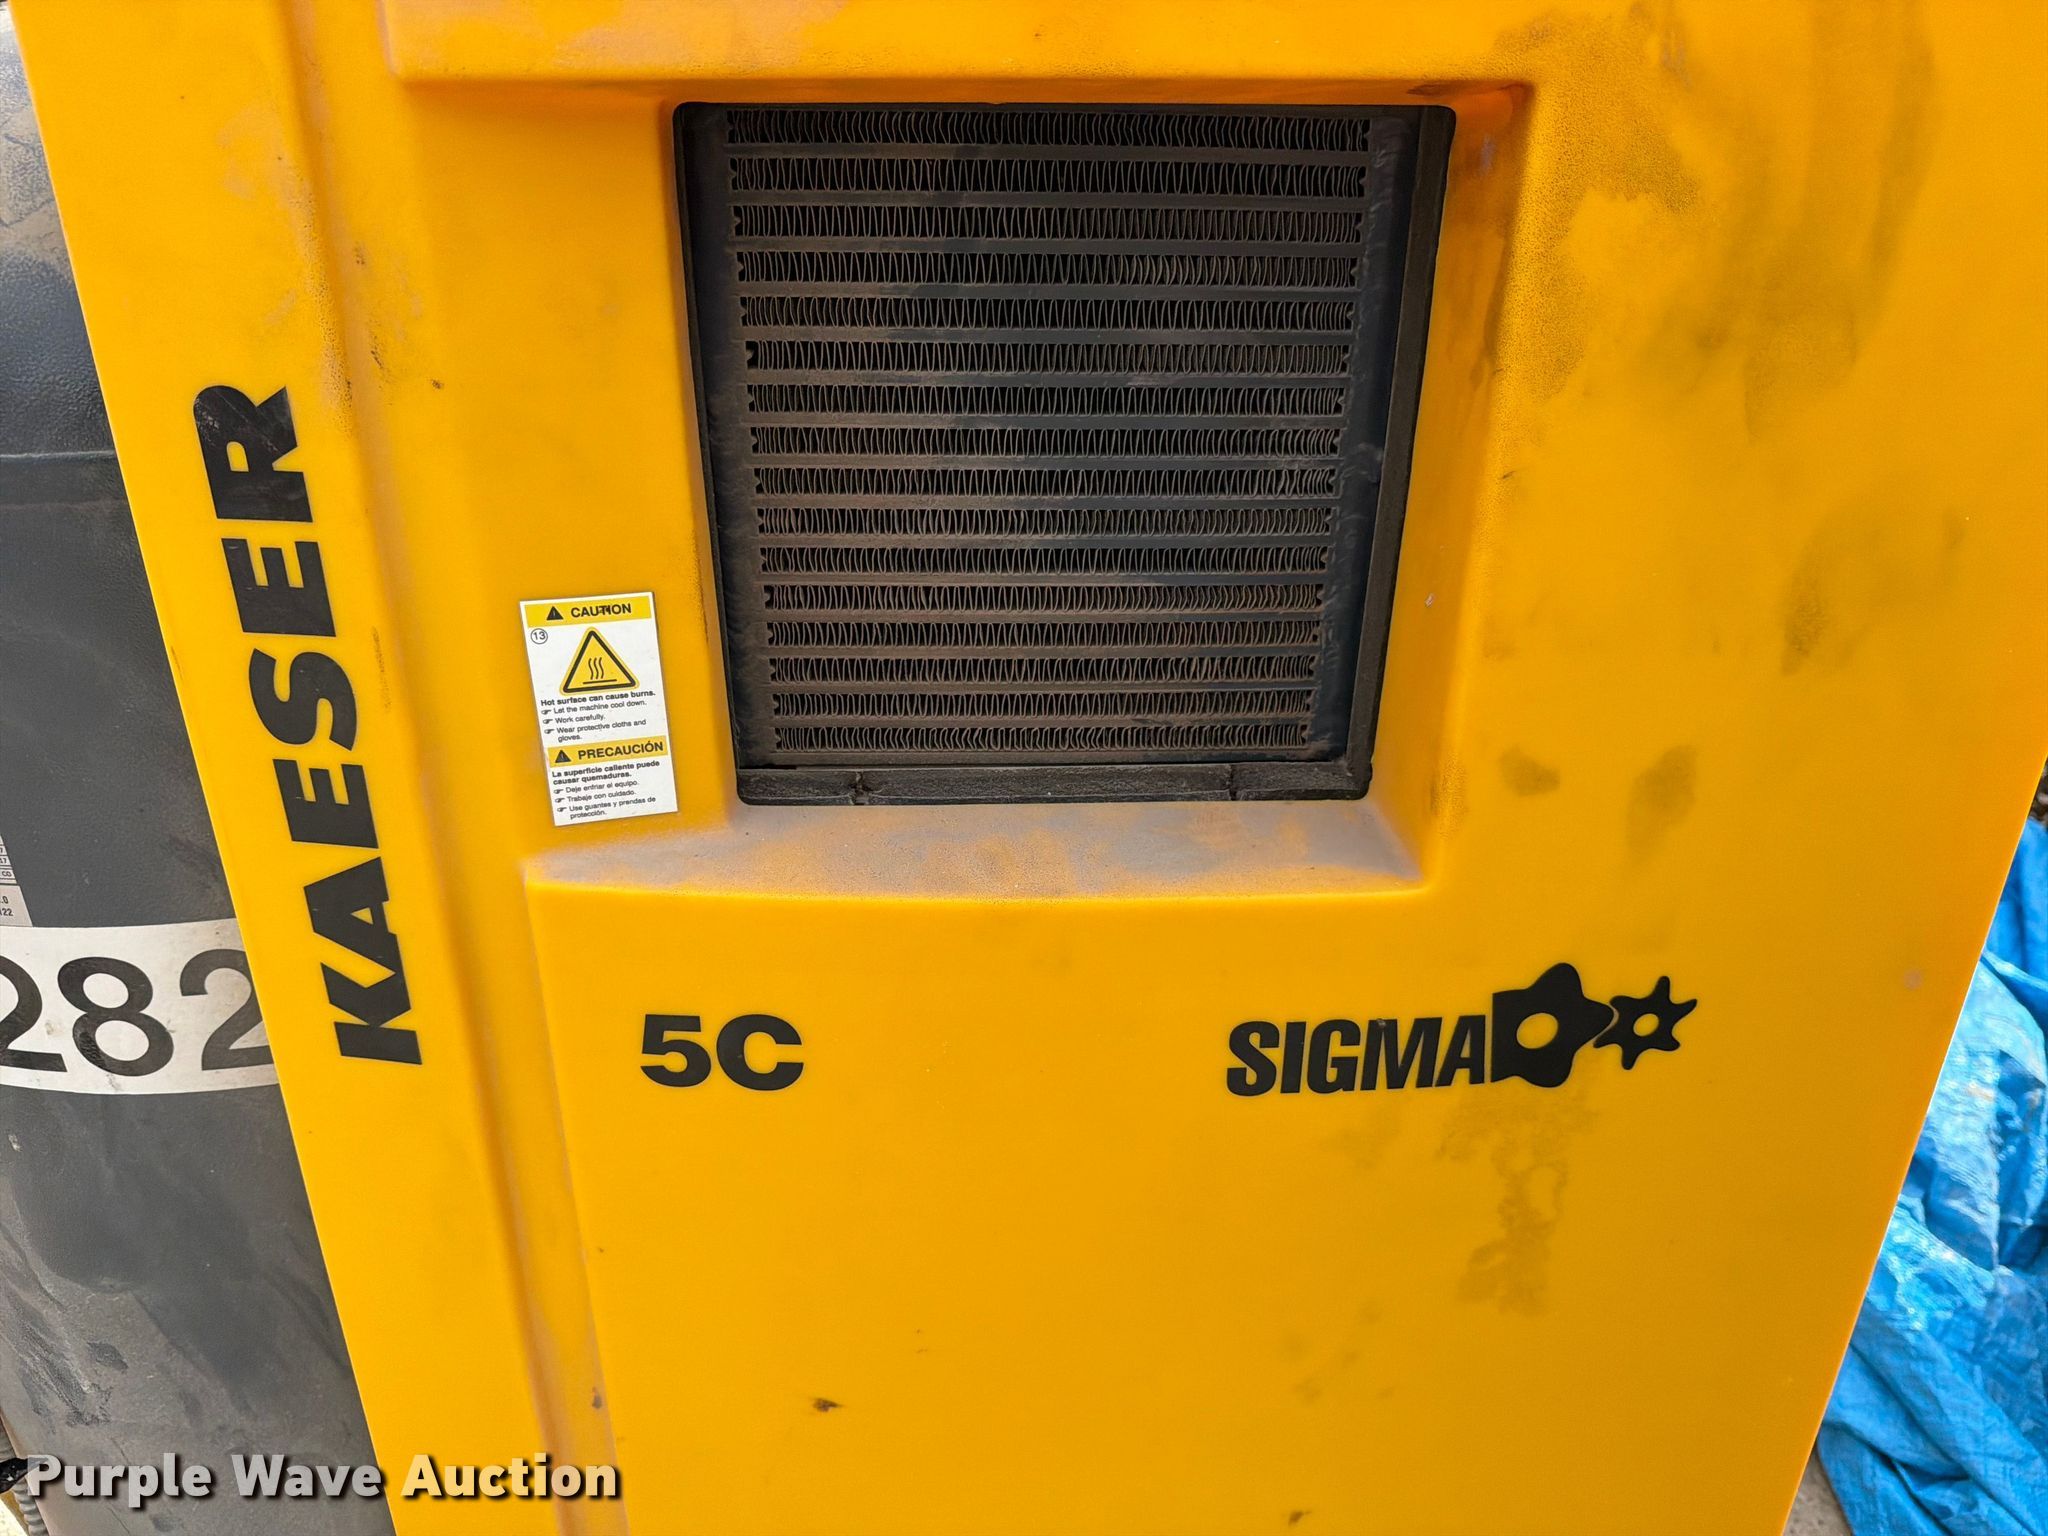 KAESER
CAUTION
13
Hot surface can cause burns.
☞ Let the machine cool down.
☞ Work carefully.
☞ Wear protective cloths and
gloves.
PRECAUCIÓN
La superficie caliente puede
causar quemaduras.
☞ Deje enfriar el equipo.
☞ Trabaje con cuidado.
☞ Use guantes y prendas de
protección.
282
5C
SIGMA
Purple Wave Auction